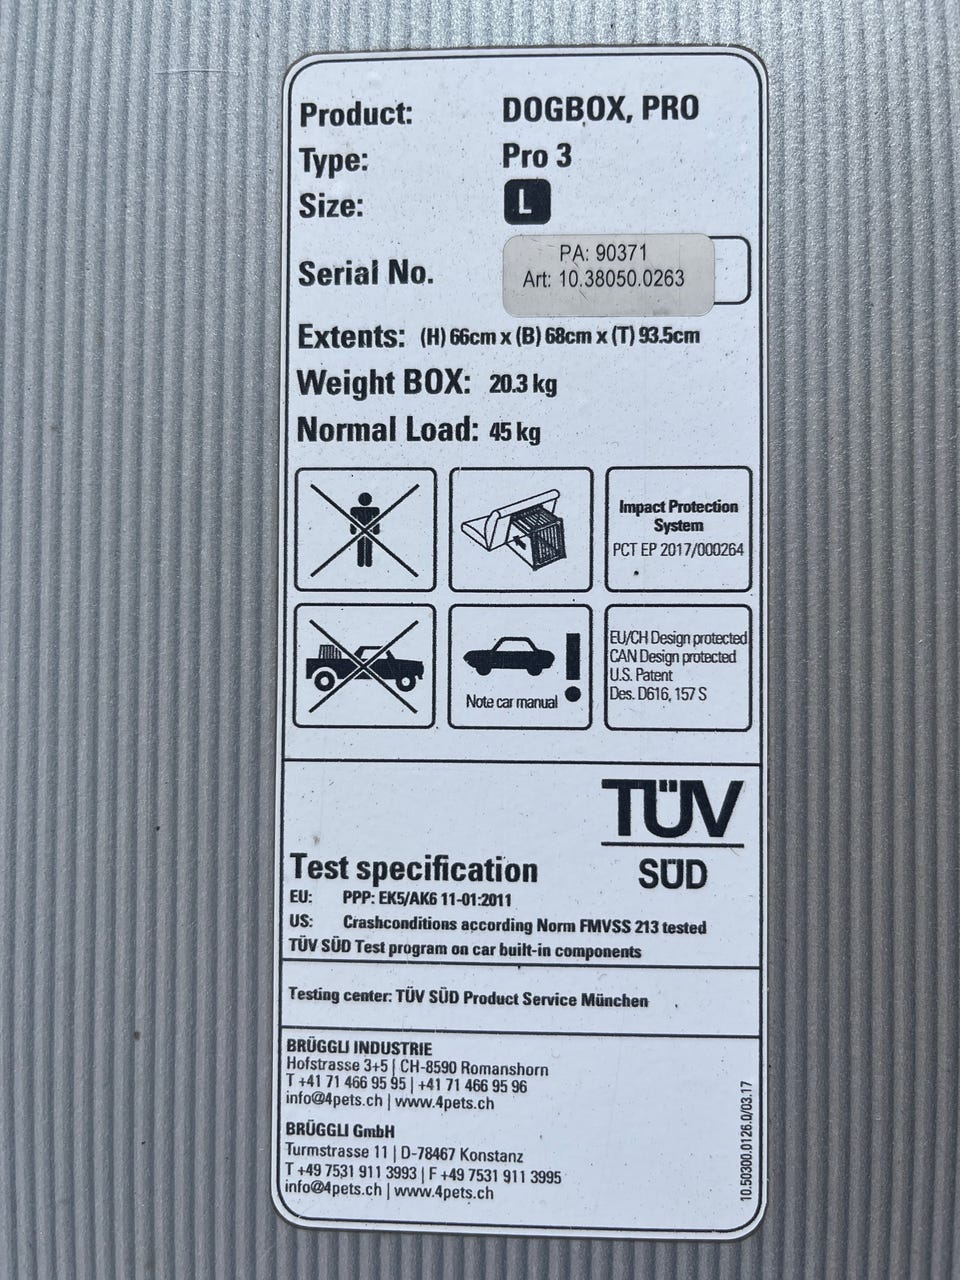 Product: DOGBOX, PRO
Type: Pro 3
Size: L
Serial No. PA: 90371
Art: 10.38050.0263
Extents: (H) 66cm x (B) 68cm x (T) 93.5cm
Weight BOX: 20.3 kg
Normal Load: 45 kg
Impact Protection
System
PCT EP 2017/000264
Note car manual
EU/CH Design protected
CAN Design protected
U.S. Patent
Des. D616, 157 S
TÜV
SÜD
Test specification
EU: PPP: EK5/AK6 11-01:2011
US: Crashconditions according Norm FMVSS 213 tested
TÜV SÜD Test program on car built-in components
Testing center: TÜV SÜD Product Service München
BRÜGGLI INDUSTRIE
Hofstrasse 3+5 | CH-8590 Romanshorn
T +41 71 466 95 95 | +41 71 466 95 96
info@4pets.ch | www.4pets.ch
BRÜGGLI GmbH
Turmstrasse 11 | D-78467 Konstanz
T +49 7531 911 3993 | F +49 7531 911 3995
info@4pets.ch | www.4pets.ch
10.50300.0126.0/03.17